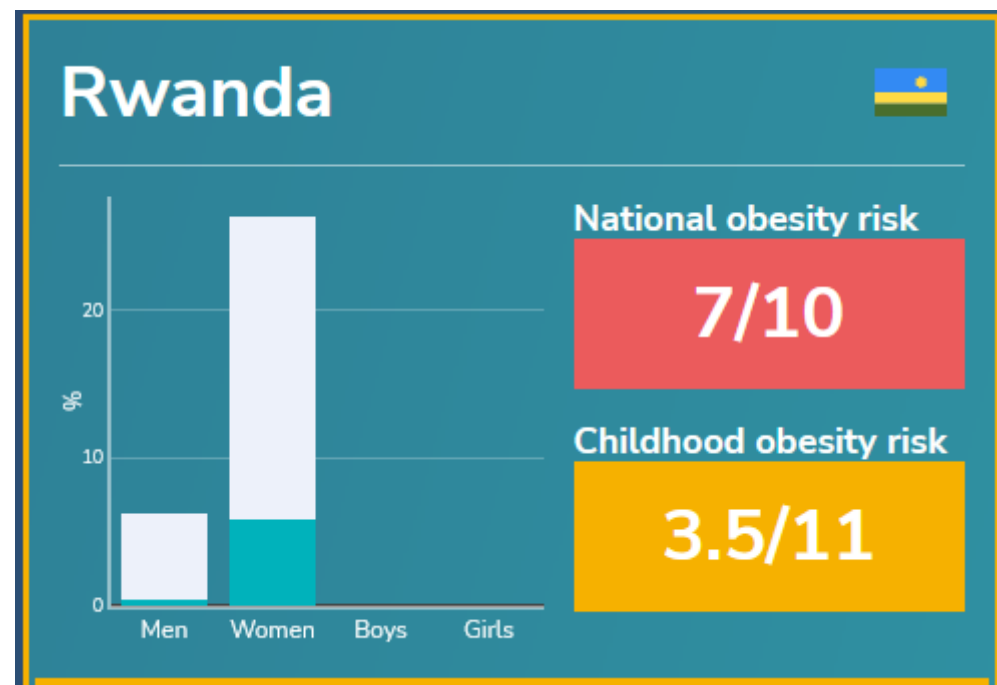 Rwanda
20
%
10
0
Men Women Boys Girls
National obesity risk
7/10
Childhood obesity risk
3.5/11